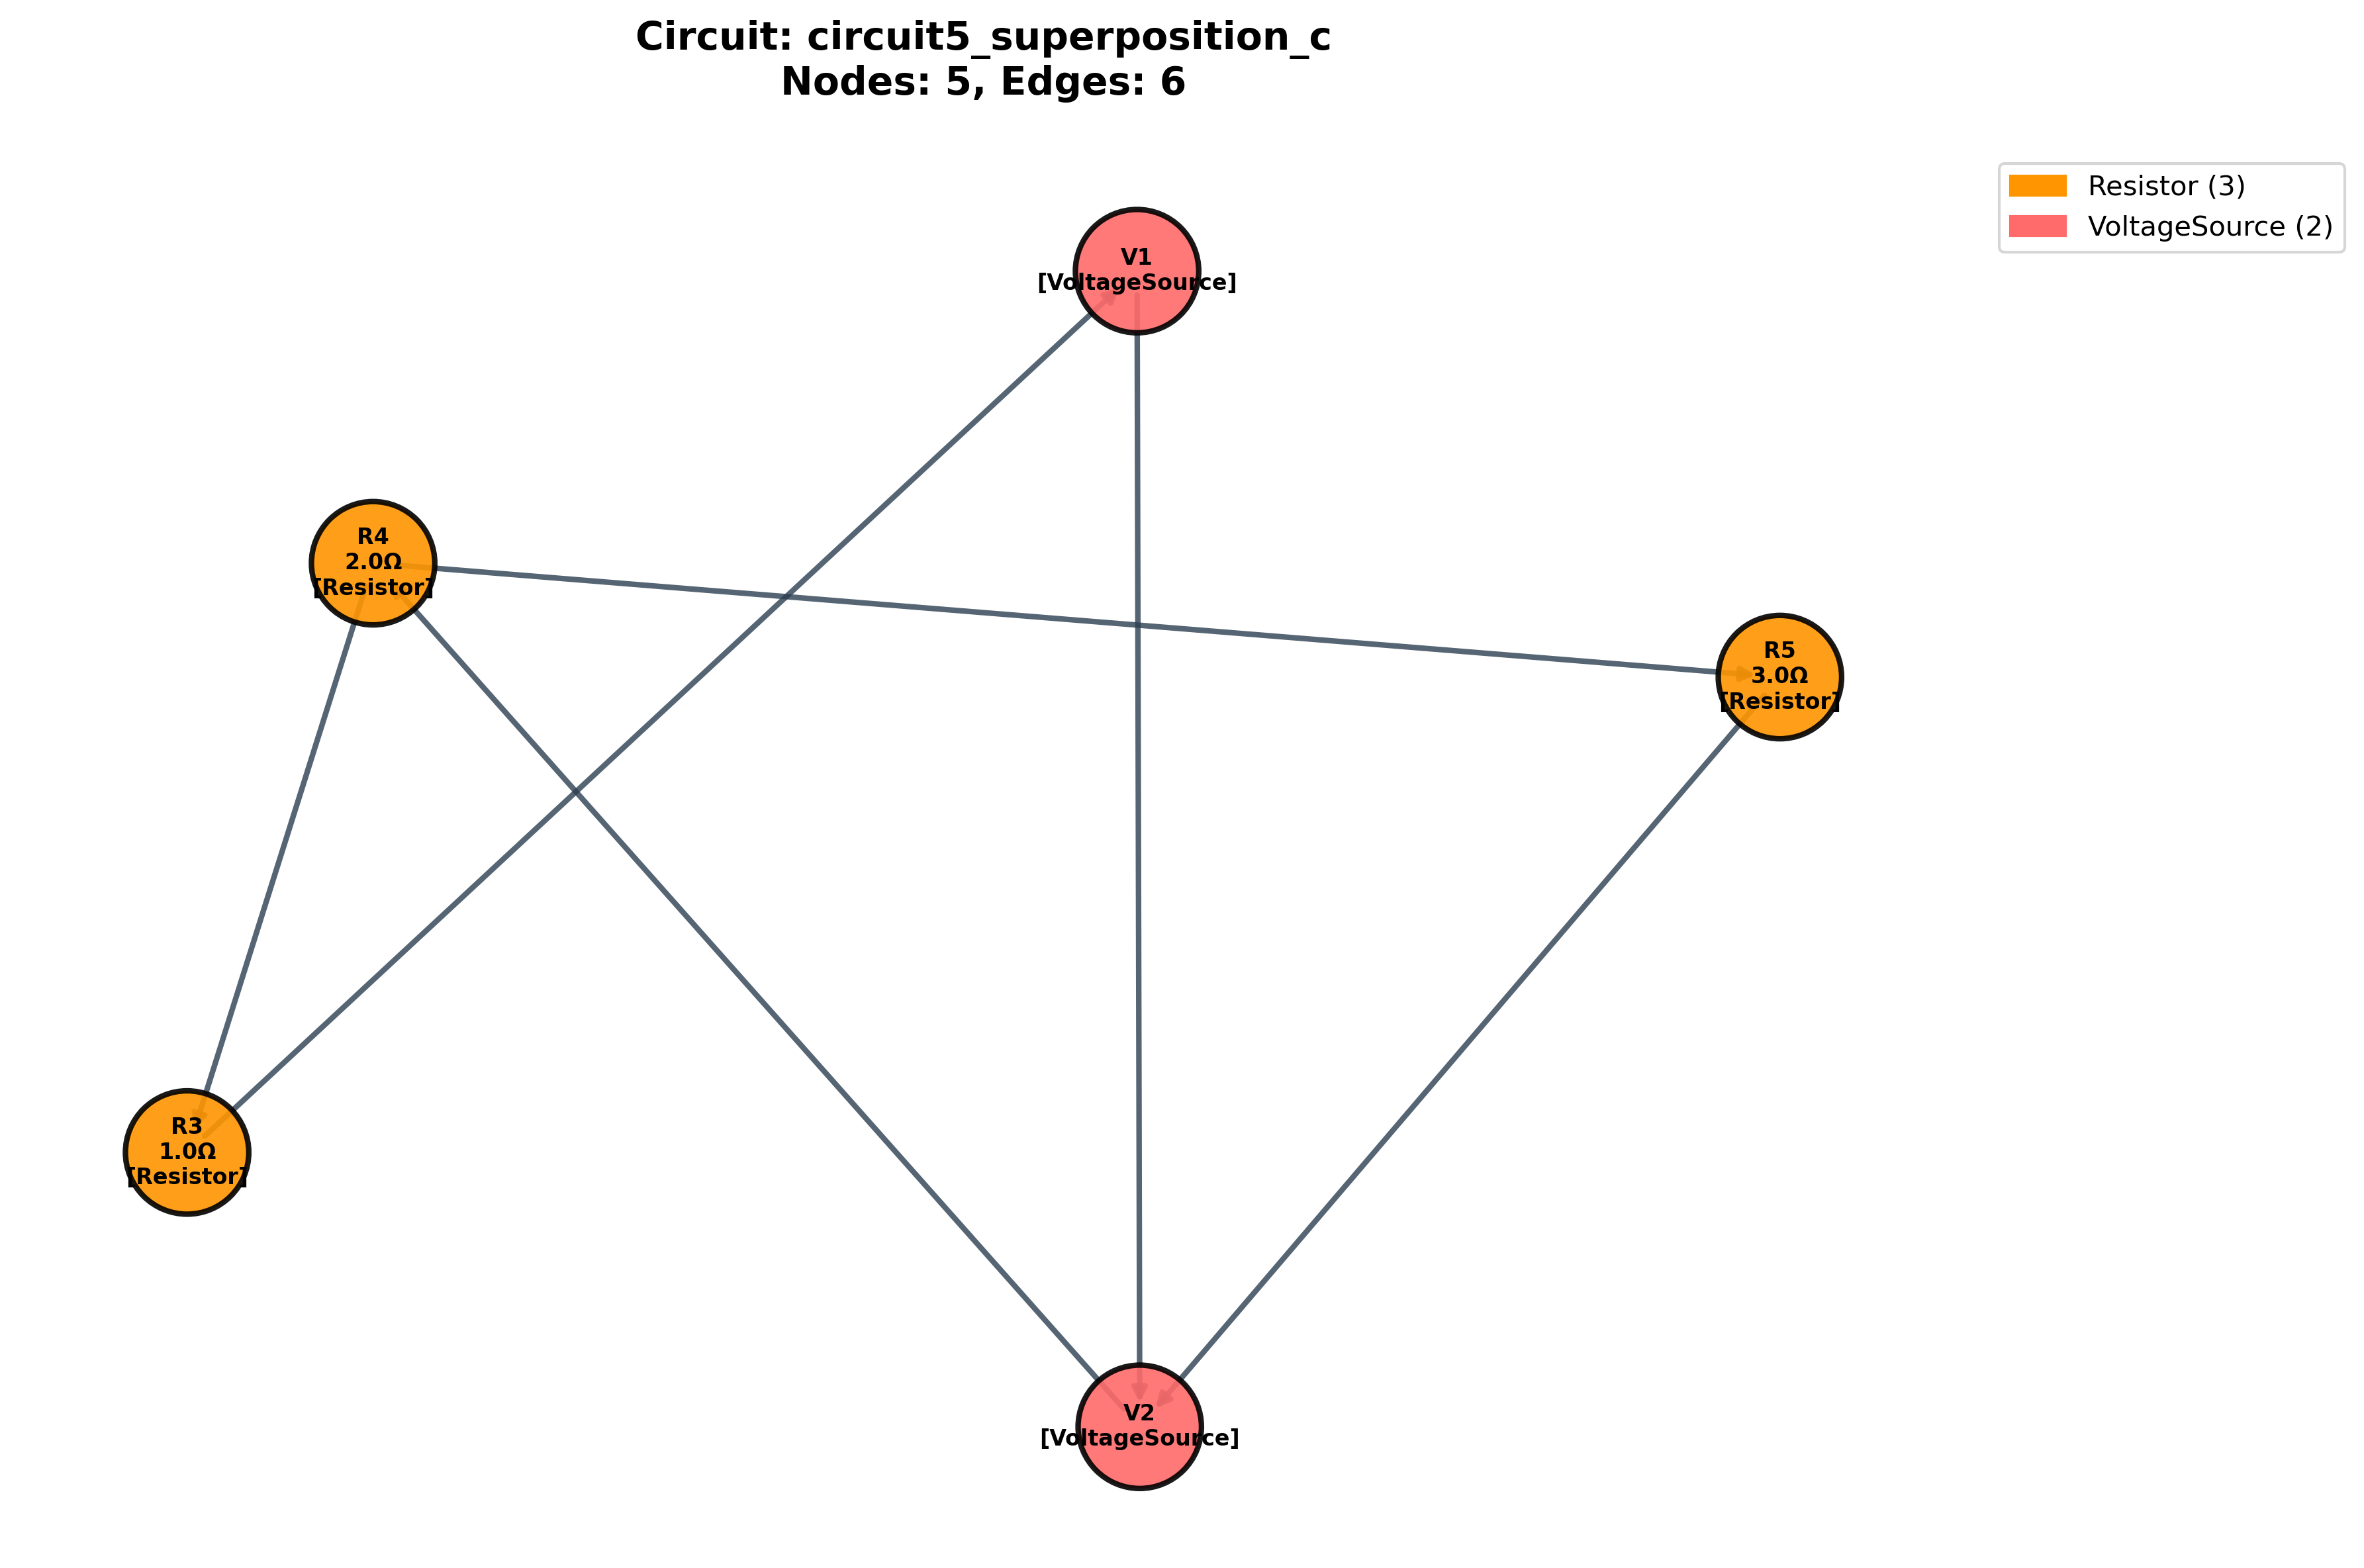 Circuit: circuit5_superposition_c
Nodes: 5, Edges: 6
Resistor (3)
VoltageSource (2)
V1
[VoltageSource]
R4
2.0Ω
[Resistor]
R5
3.0Ω
[Resistor]
R3
1.0Ω
[Resistor]
V2
[VoltageSource]